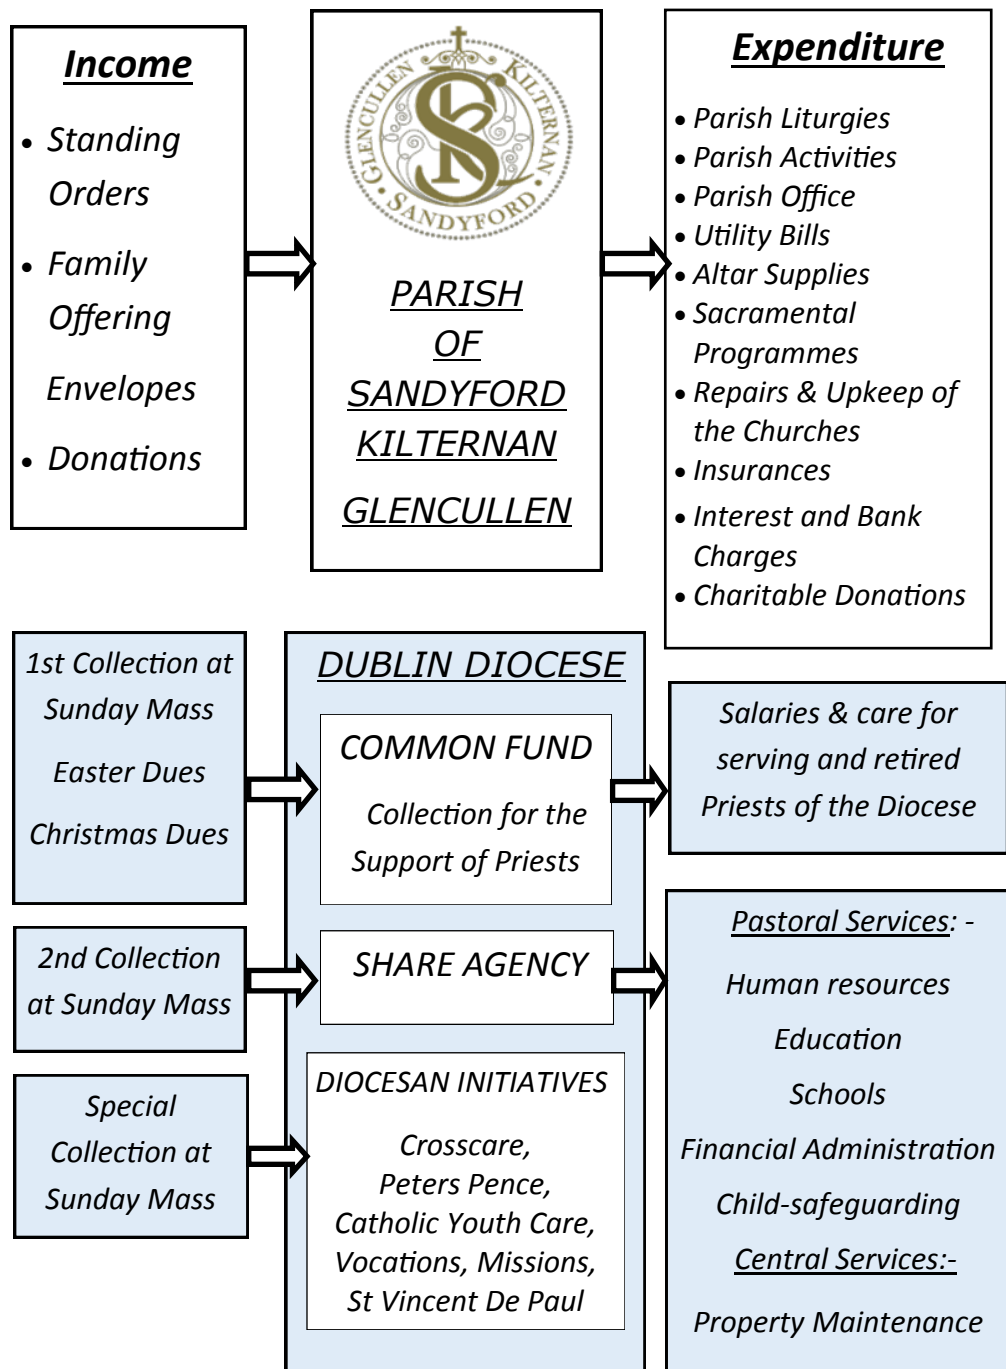 Income
• Standing
Orders
• Family
Offering
Envelopes
• Donations
GLENCULLEN • KILTERNAN • SANDYFORD •
SK
PARISH
OF
SANDYFORD
KILTERNAN
GLENCULLEN
Expenditure
• Parish Liturgies
• Parish Activities
• Parish Office
• Utility Bills
• Altar Supplies
• Sacramental
Programmes
• Repairs & Upkeep of
the Churches
• Insurances
• Interest and Bank
Charges
• Charitable Donations
1st Collection at
Sunday Mass
Easter Dues
Christmas Dues
DUBLIN DIOCESE
COMMON FUND
Collection for the
Support of Priests
Salaries & care for
serving and retired
Priests of the Diocese
2nd Collection
at Sunday Mass
SHARE AGENCY
Pastoral Services: -
Human resources
Education
Schools
Financial Administration
Child-safeguarding
Central Services:-
Property Maintenance
Special
Collection at
Sunday Mass
DIOCESAN INITIATIVES
Crosscare,
Peters Pence,
Catholic Youth Care,
Vocations, Missions,
St Vincent De Paul